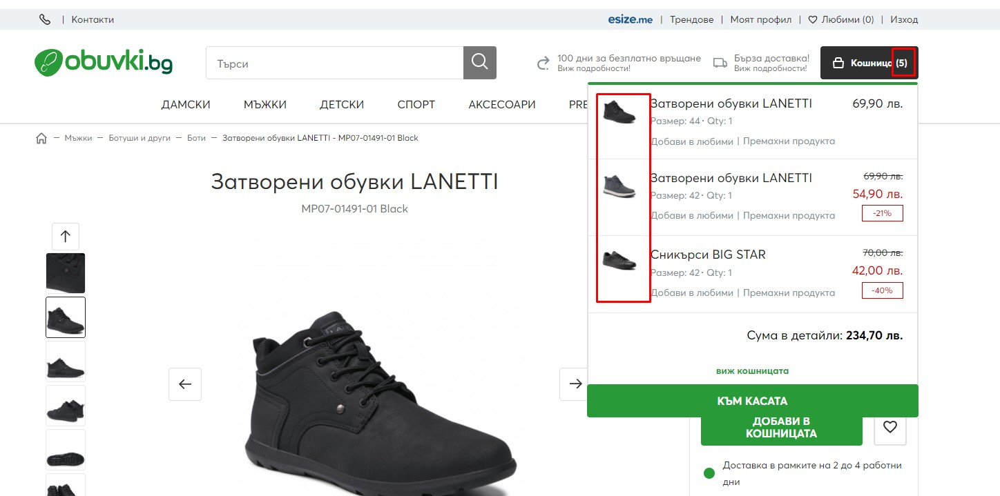 | Контакти
esize.me | Трендове | Моят профил | Любими (0) | Изход
obuvki.bg
Търси
100 дни за безплатно връщане
Виж подробности!
Бърза доставка!
Виж подробности!
Кошница (5)
ДАМСКИ МЪЖКИ ДЕТСКИ СПОРТ АКСЕСОАРИ PRE
— Мъжки — Ботуши и други — Боти — Затворени обувки LANETTI - MP07-01491-01 Black
Затворени обувки LANETTI
MP07-01491-01 Black
Затворени обувки LANETTI 69,90 лв.
Размер: 44 · Qty: 1
Добави в любими | Премахни продукта
Затворени обувки LANETTI 69,90 лв.
54,90 лв.
Размер: 42 · Qty: 1
Добави в любими | Премахни продукта -21%
Сникърси BIG STAR 70,00 лв.
42,00 лв.
Размер: 42 · Qty: 1
Добави в любими | Премахни продукта -40%
Сума в детайли: 234,70 лв.
виж кошницата
КЪМ КАСАТА
ДОБАВИ В
КОШНИЦАТА
Доставка в рамките на 2 до 4 работни
дни